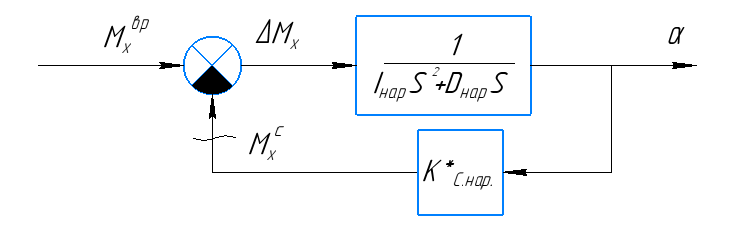 M_x^вр
ΔM_x
α
1
I_нар S^2+D_нар S
M_x^c
K*_С.нар.